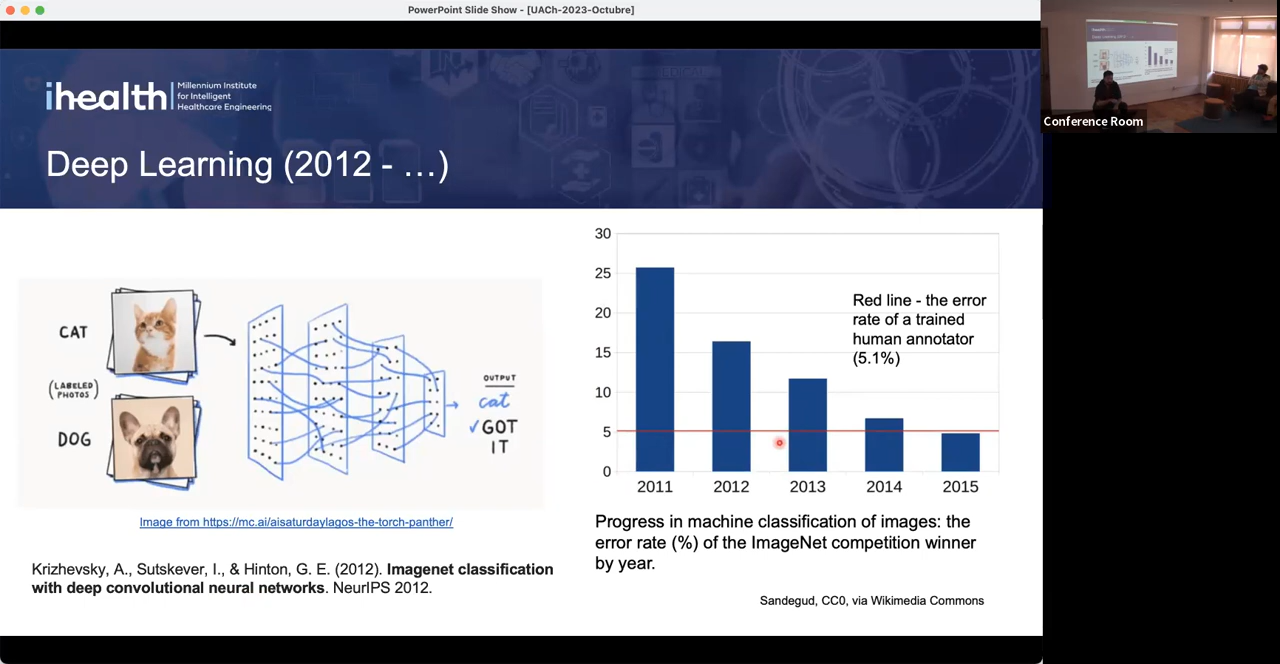 PowerPoint Slide Show - [UACh-2023-Octubre]
ihealth
Millennium Institute
for Intelligent
Healthcare Engineering
Deep Learning (2012 - …)
CAT
(LABELED
PHOTOS)
DOG
OUTPUT
cat
✓GOT
IT
Image from https://mc.ai/aisaturdaylagos-the-torch-panther/
Krizhevsky, A., Sutskever, I., & Hinton, G. E. (2012). Imagenet classification
with deep convolutional neural networks. NeurIPS 2012.
30
25
20
15
10
5
0
2011
2012
2013
2014
2015
Red line - the error
rate of a trained
human annotator
(5.1%)
Progress in machine classification of images: the
error rate (%) of the ImageNet competition winner
by year.
Sandegud, CC0, via Wikimedia Commons
Conference Room